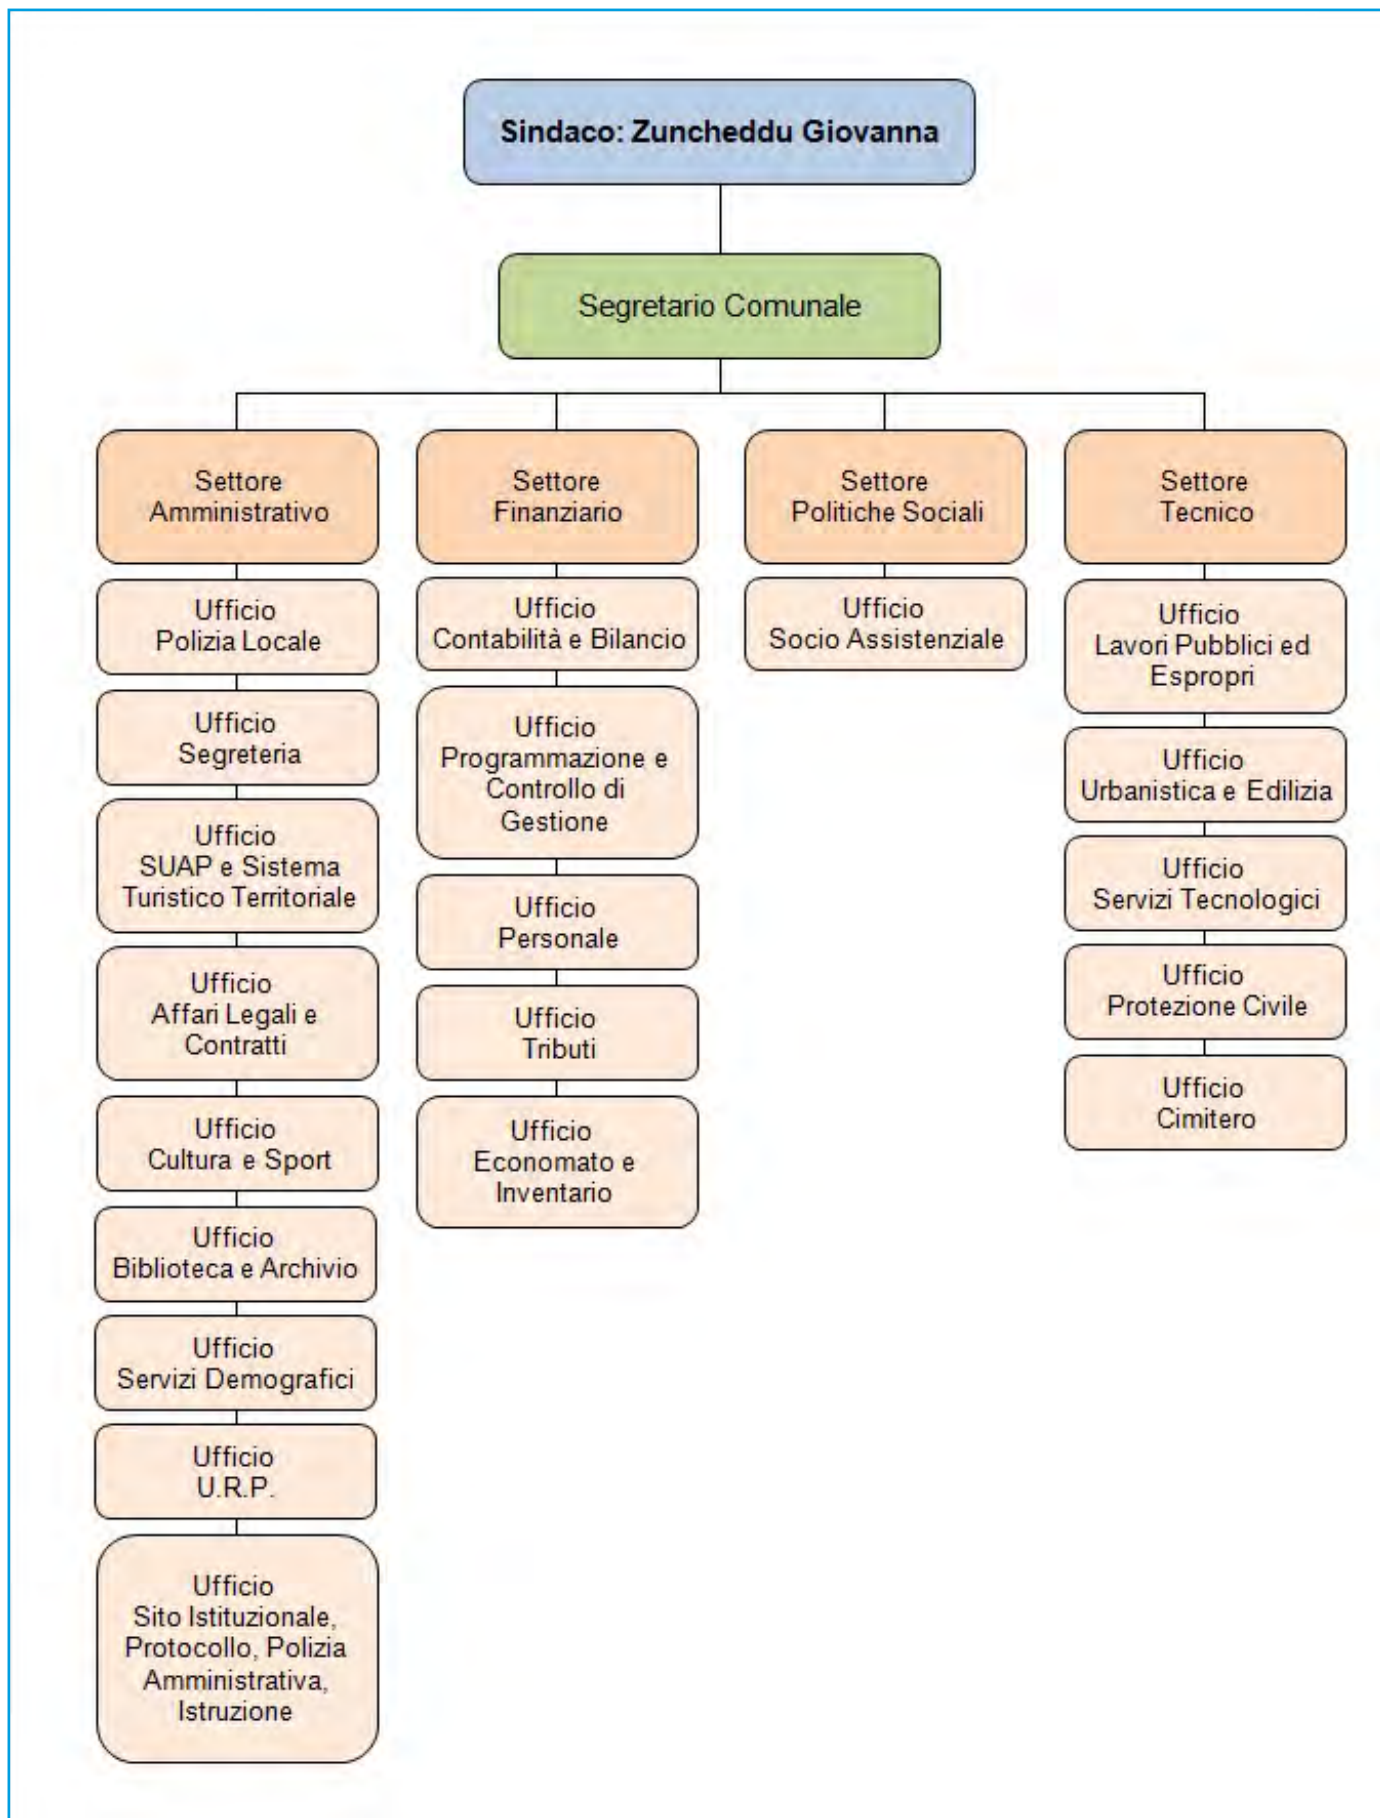 Sindaco: Zuncheddu Giovanna
Segretario Comunale
Settore
Amministrativo
Ufficio
Polizia Locale
Ufficio
Segreteria
Ufficio
SUAP e Sistema
Turistico Territoriale
Ufficio
Affari Legali e
Contratti
Ufficio
Cultura e Sport
Ufficio
Biblioteca e Archivio
Ufficio
Servizi Demografici
Ufficio
U.R.P.
Ufficio
Sito Istituzionale,
Protocollo, Polizia
Amministrativa,
Istruzione
Settore
Finanziario
Ufficio
Contabilità e Bilancio
Ufficio
Programmazione e
Controllo di
Gestione
Ufficio
Personale
Ufficio
Tributi
Ufficio
Economato e
Inventario
Settore
Politiche Sociali
Ufficio
Socio Assistenziale
Settore
Tecnico
Ufficio
Lavori Pubblici ed
Espropri
Ufficio
Urbanistica e Edilizia
Ufficio
Servizi Tecnologici
Ufficio
Protezione Civile
Ufficio
Cimitero